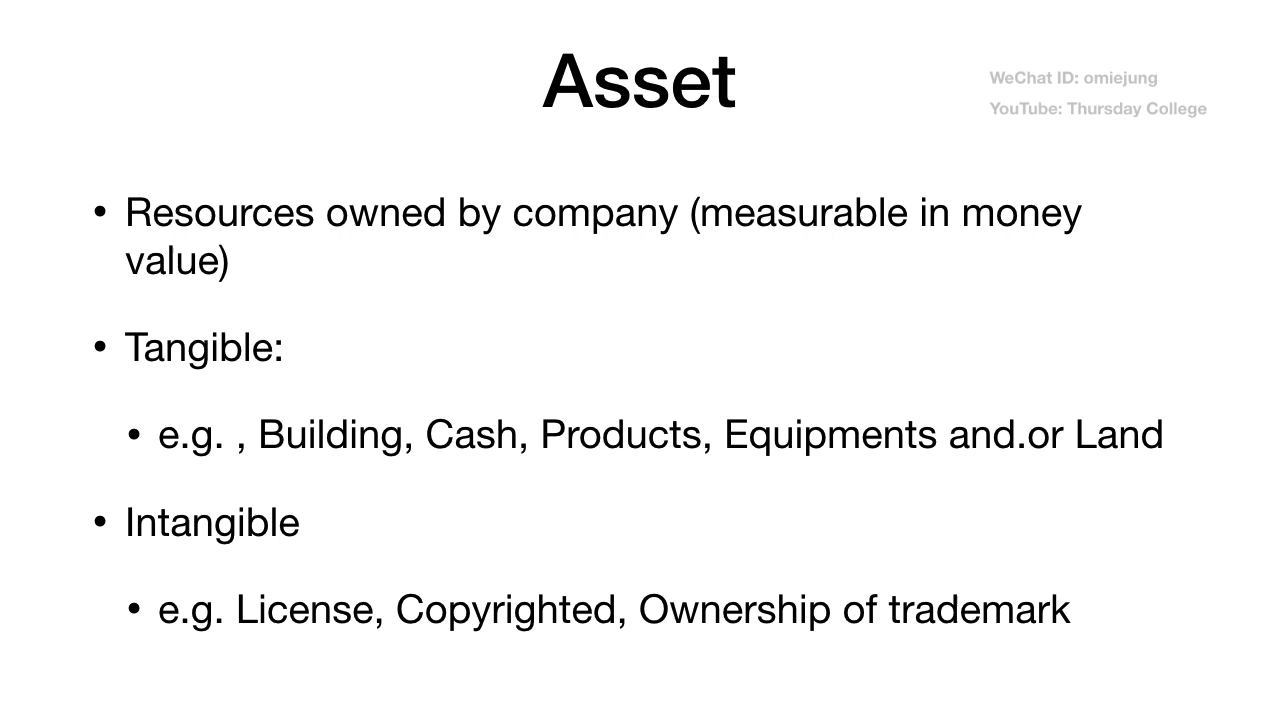 Asset
WeChat ID: omiejung
YouTube: Thursday College
• Resources owned by company (measurable in money
value)
• Tangible:
• e.g. , Building, Cash, Products, Equipments and.or Land
• Intangible
• e.g. License, Copyrighted, Ownership of trademark